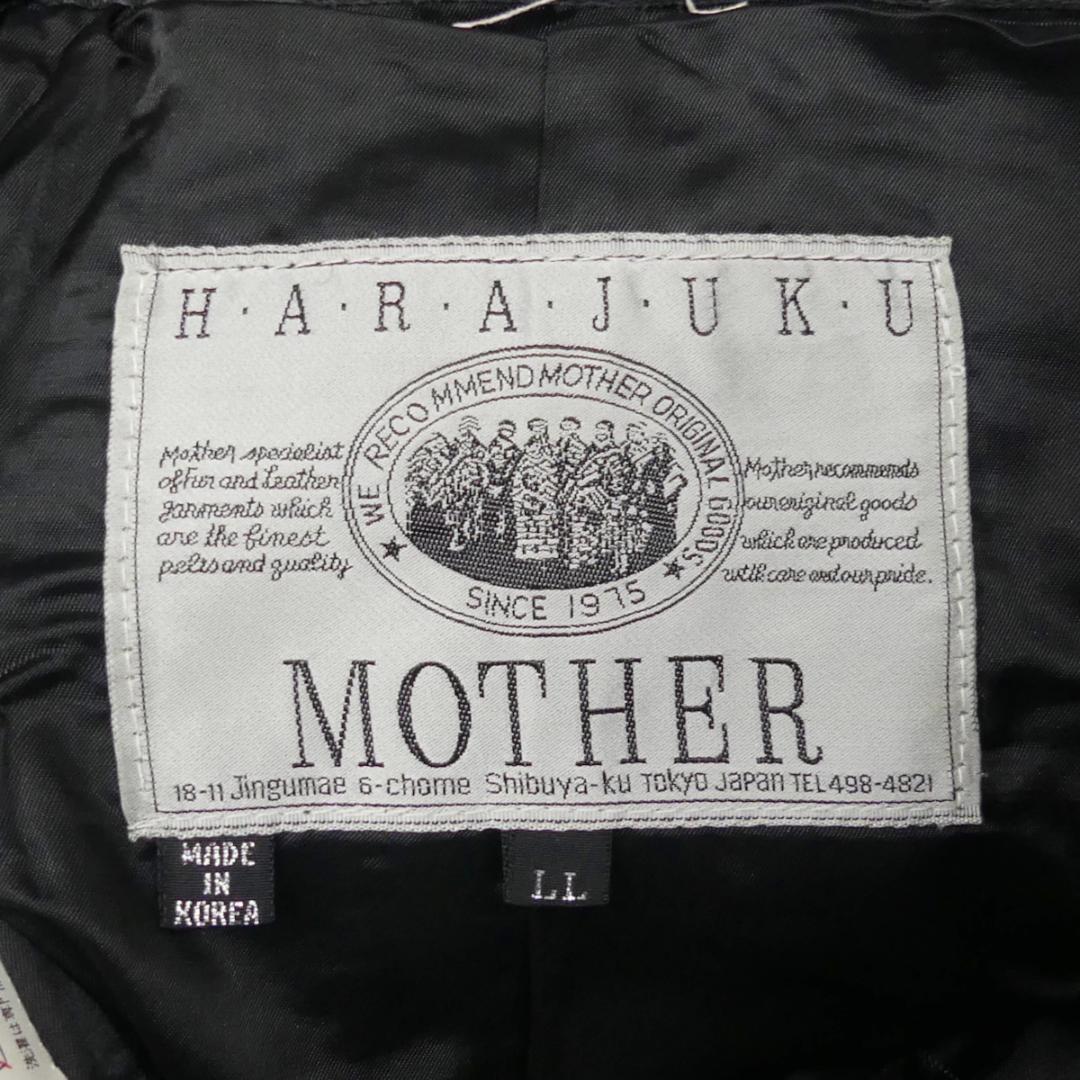 H·A·R·A·J·U·K·U
WE RECOMMEND MOTHER ORIGINAL GOODS
SINCE 1975
Mother specialist
of Fur and Leather
garments which
are the finest
pelts and quality
Mother recommends
our original goods
which are produced
with care and our pride.
MOTHER
18-11 Jingumae 6-chome Shibuya-ku Tokyo Japan TEL 498-4821
MADE
IN
KOREA
LL